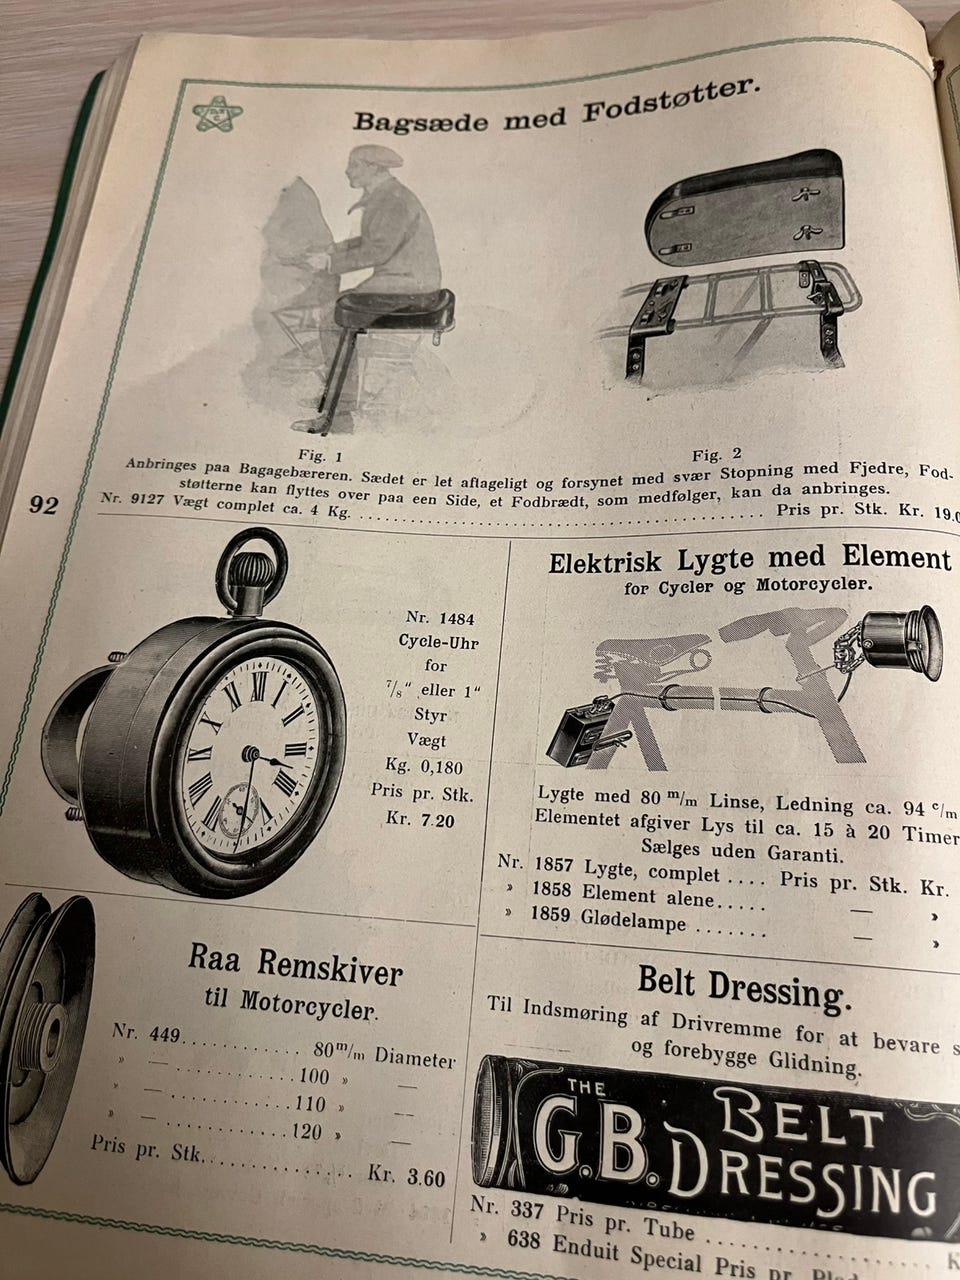 Bagsæde med Fodstøtter.
Fig. 1
Fig. 2
Anbringes paa Bagagebæreren. Sædet er let aftageligt og forsynet med svær Stopning med Fjedre, Fod-
støtterne kan flyttes over paa een Side, et Fodbrædt, som medfølger, kan da anbringes.
Nr. 9127 Vægt complet ca. 4 Kg. .................... Pris pr. Stk. Kr. 19.0
92
Nr. 1484
Cycle-Uhr
for
7/8" eller 1"
Styr
Vægt
Kg. 0,180
Pris pr. Stk.
Kr. 7.20
Elektrisk Lygte med Element
for Cycler og Motorcycler.
Lygte med 80 m/m Linse, Ledning ca. 94 c/m
Elementet afgiver Lys til ca. 15 à 20 Timer
Sælges uden Garanti.
Nr. 1857 Lygte, complet .... Pris pr. Stk. Kr.
» 1858 Element alene..... — »
» 1859 Glødelampe ....... — »
Raa Remskiver
til Motorcycler.
Nr. 449........... 80m/m Diameter
» — ............100 » —
» — ............110 » —
» — ............120 » —
Pris pr. Stk............... Kr. 3.60
Belt Dressing.
Til Indsmøring af Drivremme for at bevare
og forebygge Glidning.
THE
G.B. BELT
DRESSING
Nr. 337 Pris pr. Tube .................. K
» 638 Enduit Special Pris pr.